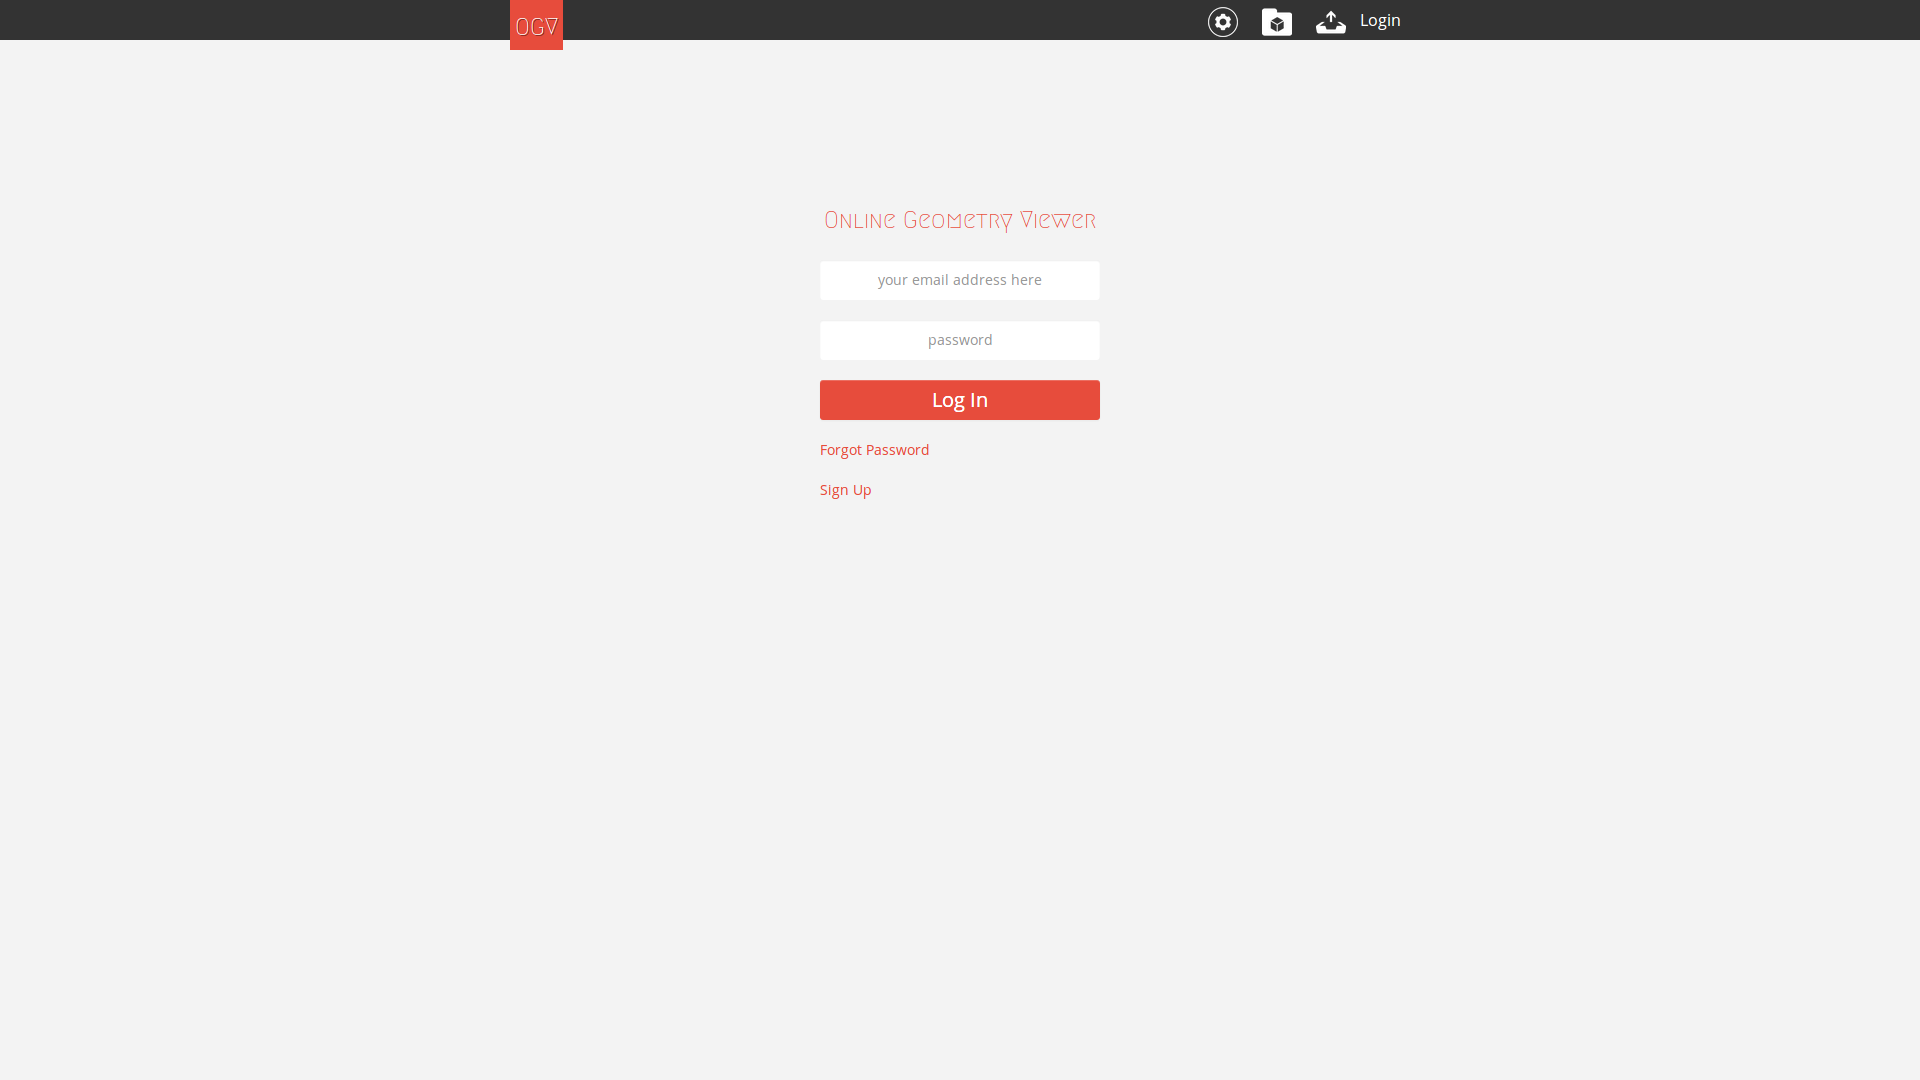 OGV
Login
Online Geometry Viewer
your email address here
password
Log In
Forgot Password
Sign Up